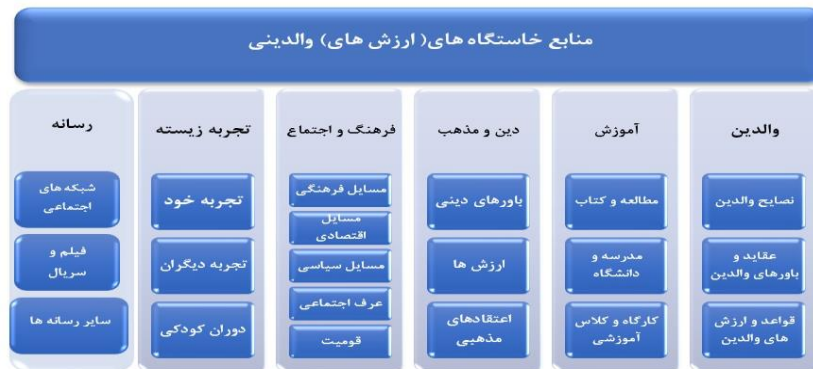 منابع خاستگاه های( ارزش های) والدینی
والدین
نصایح والدین
عقاید و
باورهای والدین
قواعد و ارزش
های والدین
آموزش
مطالعه و کتاب
مدرسه و
دانشگاه
کارگاه و کلاس
آموزشی
دین و مذهب
باورهای دینی
ارزش ها
اعتقادهای
مذهبی
فرهنگ و اجتماع
مسایل فرهنگی
مسایل
اقتصادی
مسایل سیاسی
عرف اجتماعی
قومیت
تجربه زیسته
تجربه خود
تجربه دیگران
دوران کودکی
رسانه
شبکه های
اجتماعی
فیلم و
سریال
سایر رسانه ها